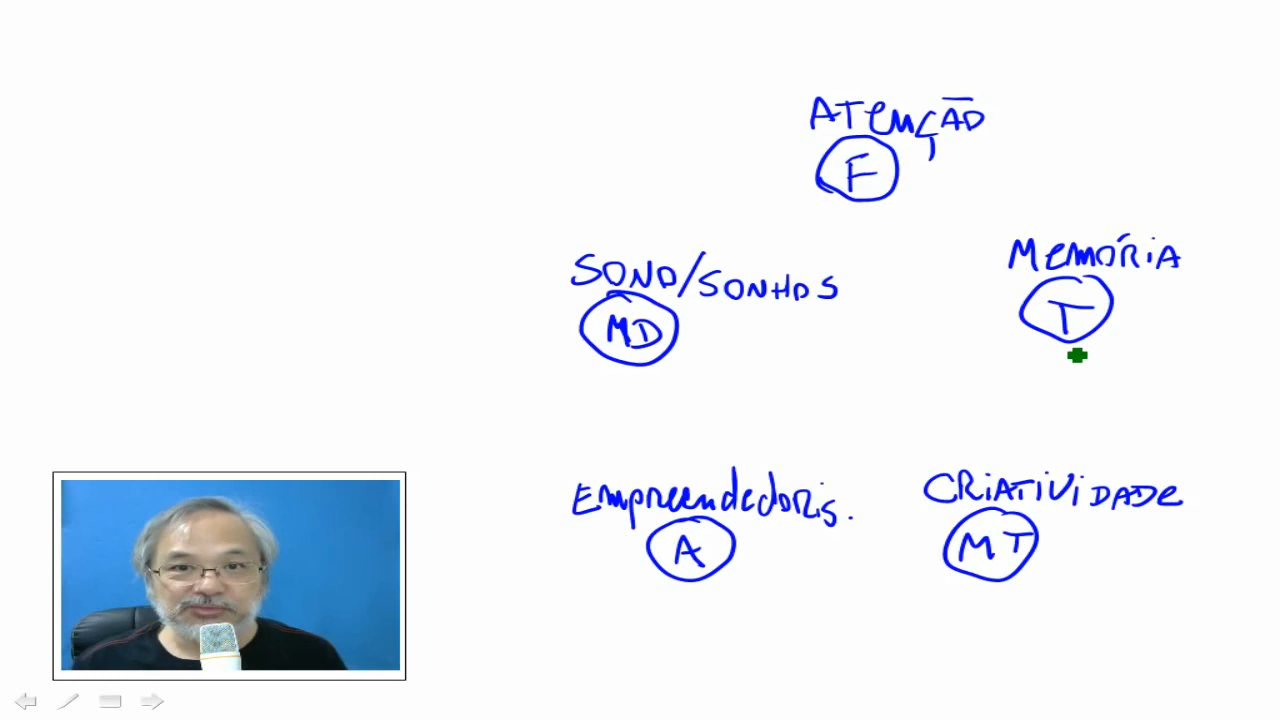 ATENÇÃO
F
SONO/SONHOS
MD
MEMÓRIA
T
EMPREENDEDORIS.
A
CRIATIVIDADE
MT